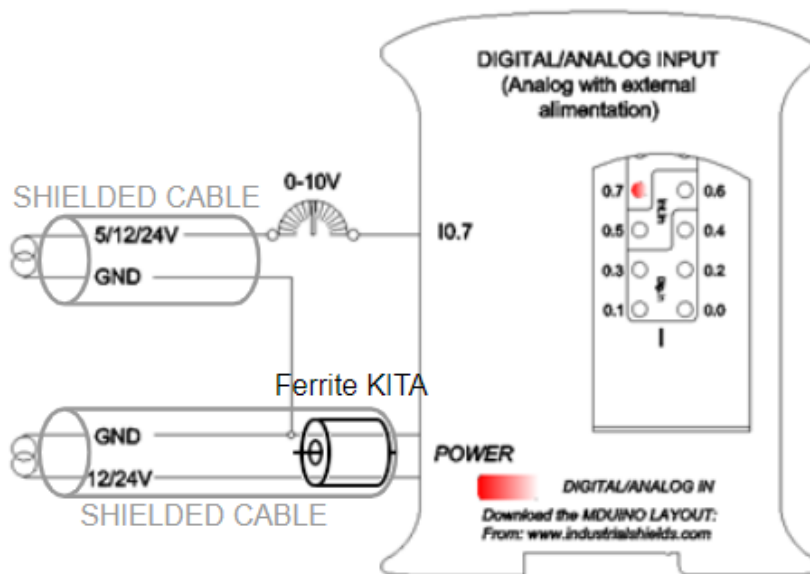 DIGITAL/ANALOG INPUT
(Analog with external
alimentation)
SHIELDED CABLE
0-10V
5/12/24V
I0.7
GND
0.7
0.6
0.5
0.4
0.3
0.2
0.1
0.0
I
Ferrite KITA
GND
12/24V
POWER
SHIELDED CABLE
DIGITAL/ANALOG IN
Download the MDUINO LAYOUT:
From: www.industrialshields.com